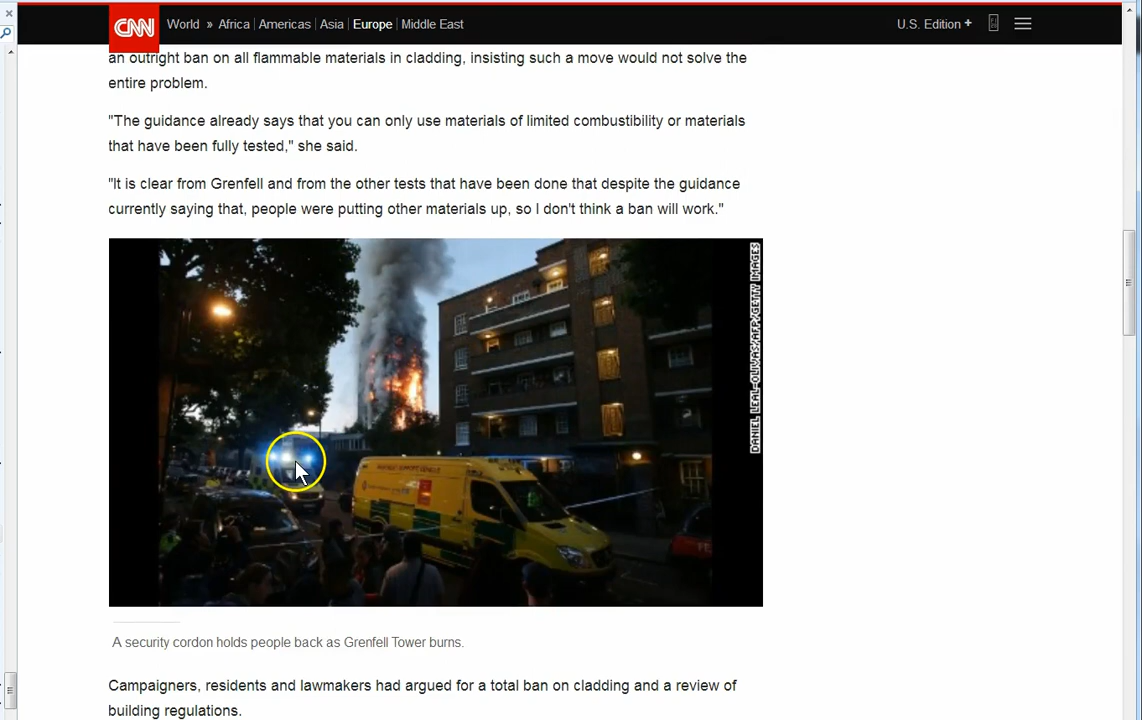 CNN World » Africa | Americas | Asia | Europe | Middle East U.S. Edition +
an outright ban on all flammable materials in cladding, insisting such a move would not solve the
entire problem.
"The guidance already says that you can only use materials of limited combustibility or materials
that have been fully tested," she said.
"It is clear from Grenfell and from the other tests that have been done that despite the guidance
currently saying that, people were putting other materials up, so I don't think a ban will work."
DANIEL LEAL-OLIVAS/AFP/GETTY IMAGES
A security cordon holds people back as Grenfell Tower burns.
Campaigners, residents and lawmakers had argued for a total ban on cladding and a review of
building regulations.